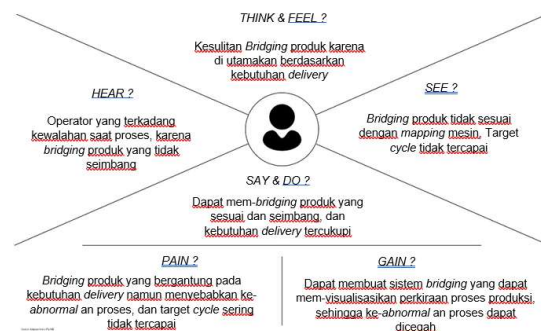 THINK & FEEL ?
Kesulitan Bridging produk karena
di utamakan berdasarkan
kebutuhan delivery
HEAR ?
Operator yang terkadang
kewalahan saat proses, karena
bridging produk yang tidak
seimbang
SEE ?
Bridging produk tidak sesuai
dengan mapping mesin, Target
cycle tidak tercapai
SAY & DO ?
Dapat mem-bridging produk yang
sesuai dan seimbang, dan
kebutuhan delivery tercukupi
PAIN ?
Bridging produk yang bergantung pada
kebutuhan delivery namun menyebabkan ke-
abnormal an proses, dan target cycle sering
tidak tercapai
GAIN ?
Dapat membuat sistem bridging yang dapat
mem-visualisasikan perkiraan proses produksi
sehingga ke-abnormal an proses dapat
dicegah